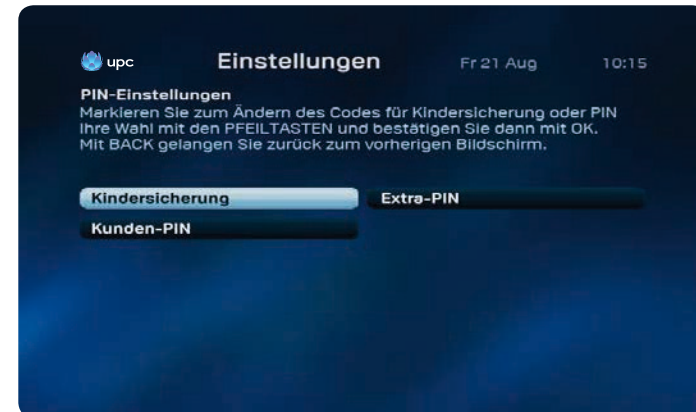 upc Einstellungen Fr 21 Aug 10:15
PIN-Einstellungen
Markieren Sie zum Ändern des Codes für Kindersicherung oder PIN
Ihre Wahl mit den PFEILTASTEN und bestätigen Sie dann mit OK.
Mit BACK gelangen Sie zurück zum vorherigen Bildschirm.
Kindersicherung Extra-PIN
Kunden-PIN